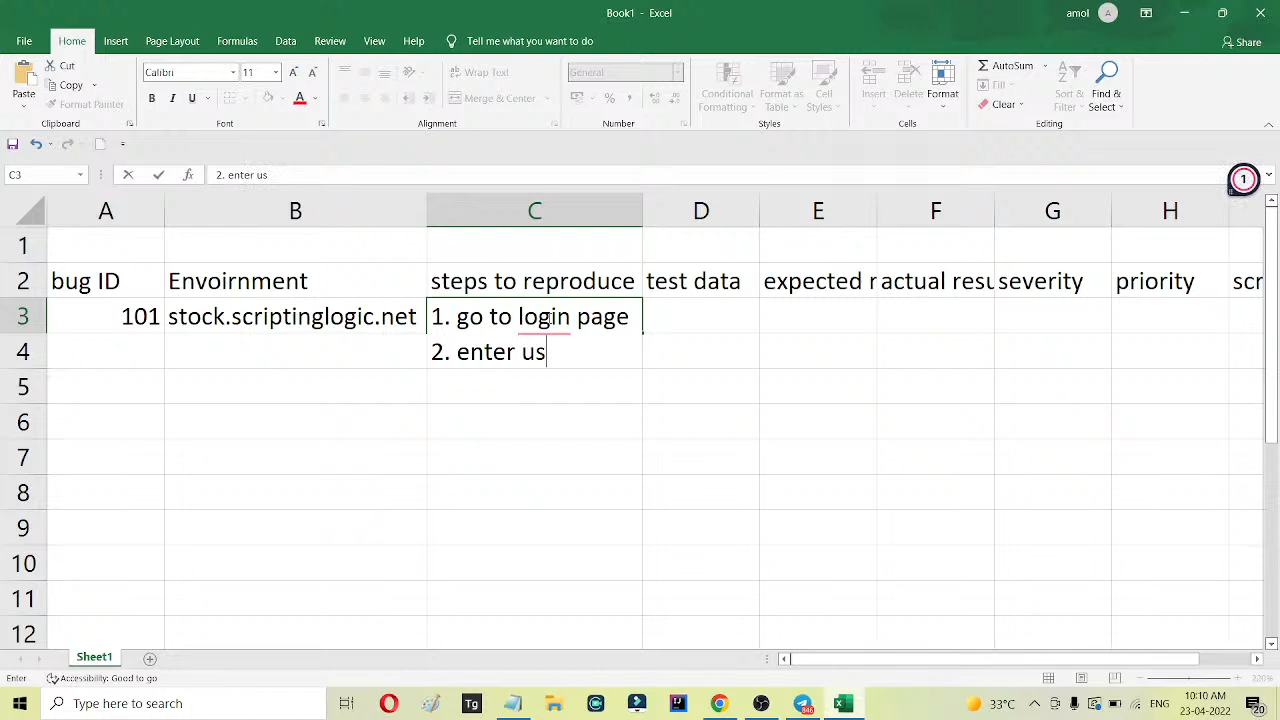 Book1 - Excel
amol A
File Home Insert Page Layout Formulas Data Review View Help Tell me what you want to do Share
Paste Cut Copy Format Painter Clipboard
Calibri 11 B I U A Font
Wrap Text Merge & Center Alignment
General % , Number
Conditional Formatting Format as Table Cell Styles Styles
Insert Delete Format Cells
AutoSum Fill Clear Sort & Filter Find & Select Editing
C3 fx 2. enter us 1
A B C D E F G H
1
2 bug ID Envoirnment steps to reproduce test data expected r actual resu severity priority scr
3 101 stock.scriptinglogic.net 1. go to login page
4 2. enter us
5
6
7
8
9
10
11
12
Sheet1
Enter Accessibility: Good to go 220%
Type here to search Tg 846 33°C 10:10 AM
23-04-2022 20